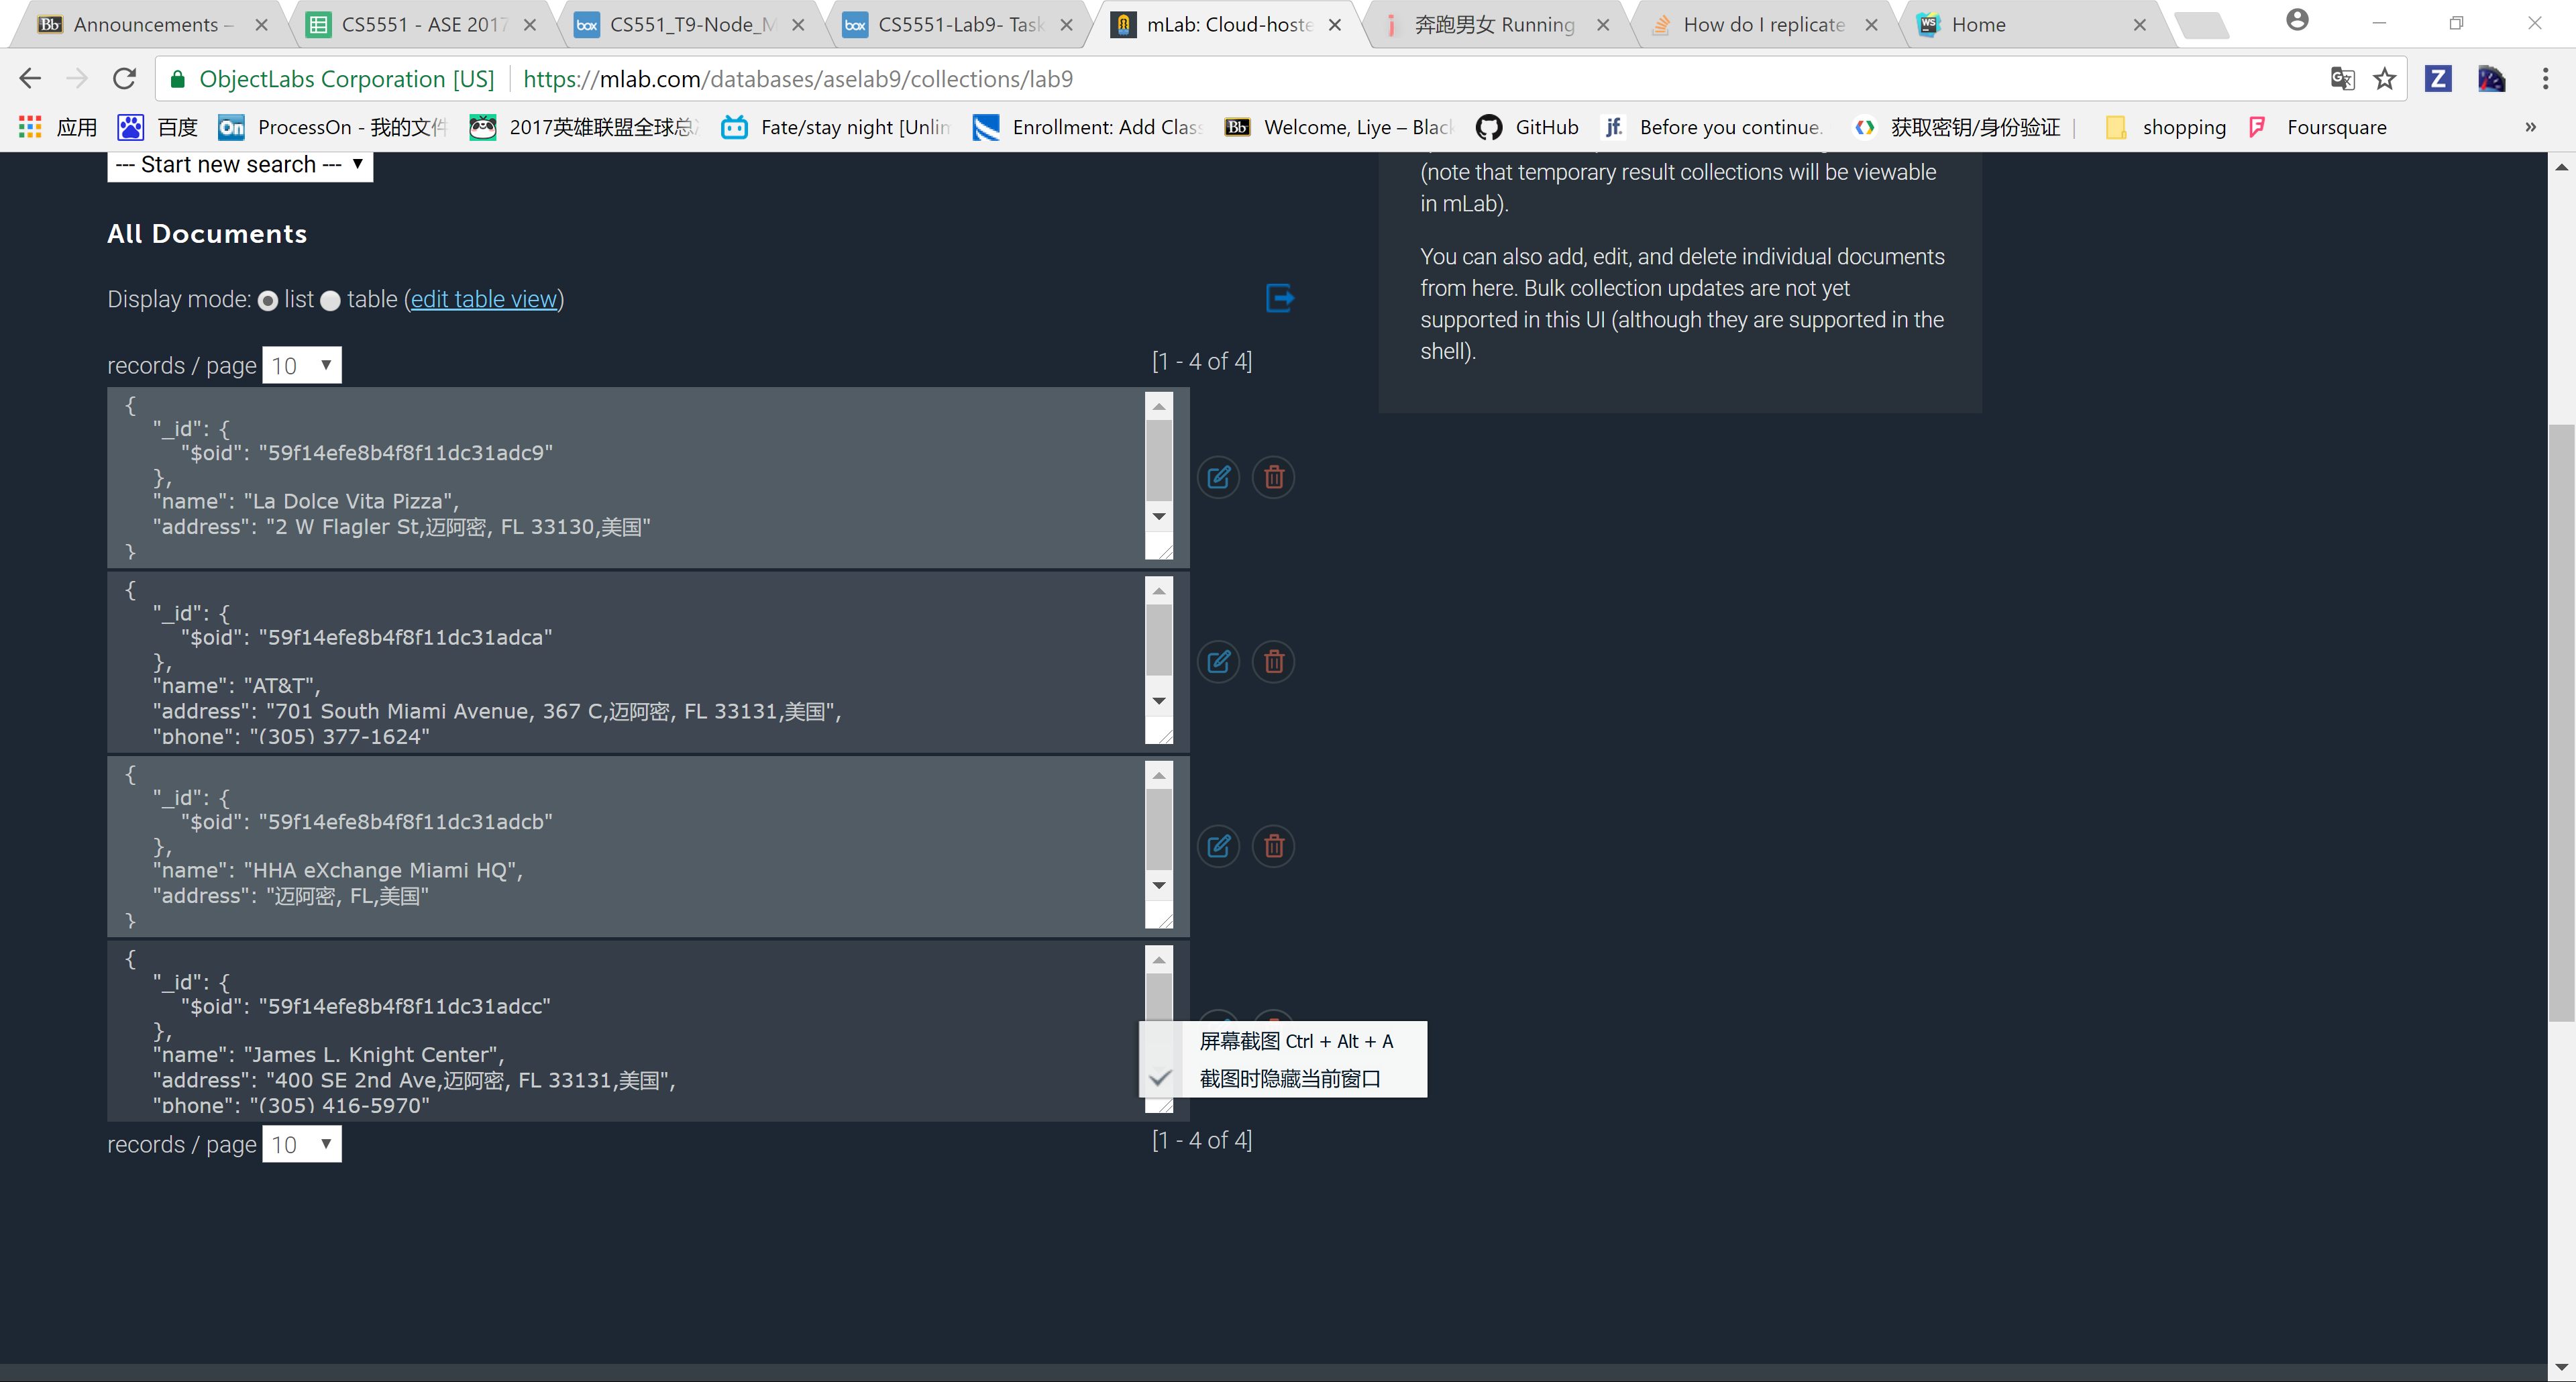 Announcements –
CS5551 - ASE 2017
CS551_T9-Node_M
CS5551-Lab9- Task
mLab: Cloud-hoste
奔跑男女 Running
How do I replicate
Home
ObjectLabs Corporation [US]
https://mlab.com/databases/aselab9/collections/lab9
应用
百度
ProcessOn - 我的文件
2017英雄联盟全球总
Fate/stay night [Unlin
Enrollment: Add Class
Welcome, Liye – Black
GitHub
Before you continue.
获取密钥/身份验证 |
shopping
Foursquare
»
--- Start new search ---
(note that temporary result collections will be viewable
in mLab).
You can also add, edit, and delete individual documents
from here. Bulk collection updates are not yet
supported in this UI (although they are supported in the
shell).
All Documents
Display mode: list table (edit table view)
records / page 10
[1 - 4 of 4]
{
"_id": {
"$oid": "59f14efe8b4f8f11dc31adc9"
},
"name": "La Dolce Vita Pizza",
"address": "2 W Flagler St,迈阿密, FL 33130,美国"
}
{
"_id": {
"$oid": "59f14efe8b4f8f11dc31adca"
},
"name": "AT&T",
"address": "701 South Miami Avenue, 367 C,迈阿密, FL 33131,美国",
"phone": "(305) 377-1624"
{
"_id": {
"$oid": "59f14efe8b4f8f11dc31adcb"
},
"name": "HHA eXchange Miami HQ",
"address": "迈阿密, FL,美国"
}
{
"_id": {
"$oid": "59f14efe8b4f8f11dc31adcc"
},
"name": "James L. Knight Center",
"address": "400 SE 2nd Ave,迈阿密, FL 33131,美国",
"phone": "(305) 416-5970"
屏幕截图 Ctrl + Alt + A
截图时隐藏当前窗口
records / page 10
[1 - 4 of 4]